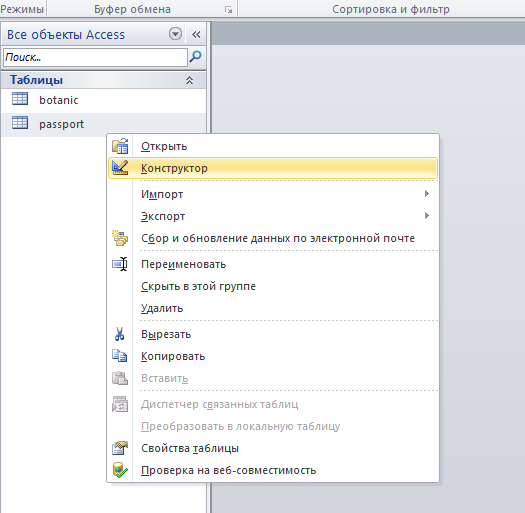 Режимы
Буфер обмена
Сортировка и фильтр
Все объекты Access
Поиск...
Таблицы
botanic
passport
Открыть
Конструктор
Импорт
Экспорт
Сбор и обновление данных по электронной почте
Переименовать
Скрыть в этой группе
Удалить
Вырезать
Копировать
Вставить
Диспетчер связанных таблиц
Преобразовать в локальную таблицу
Свойства таблицы
Проверка на веб-совместимость